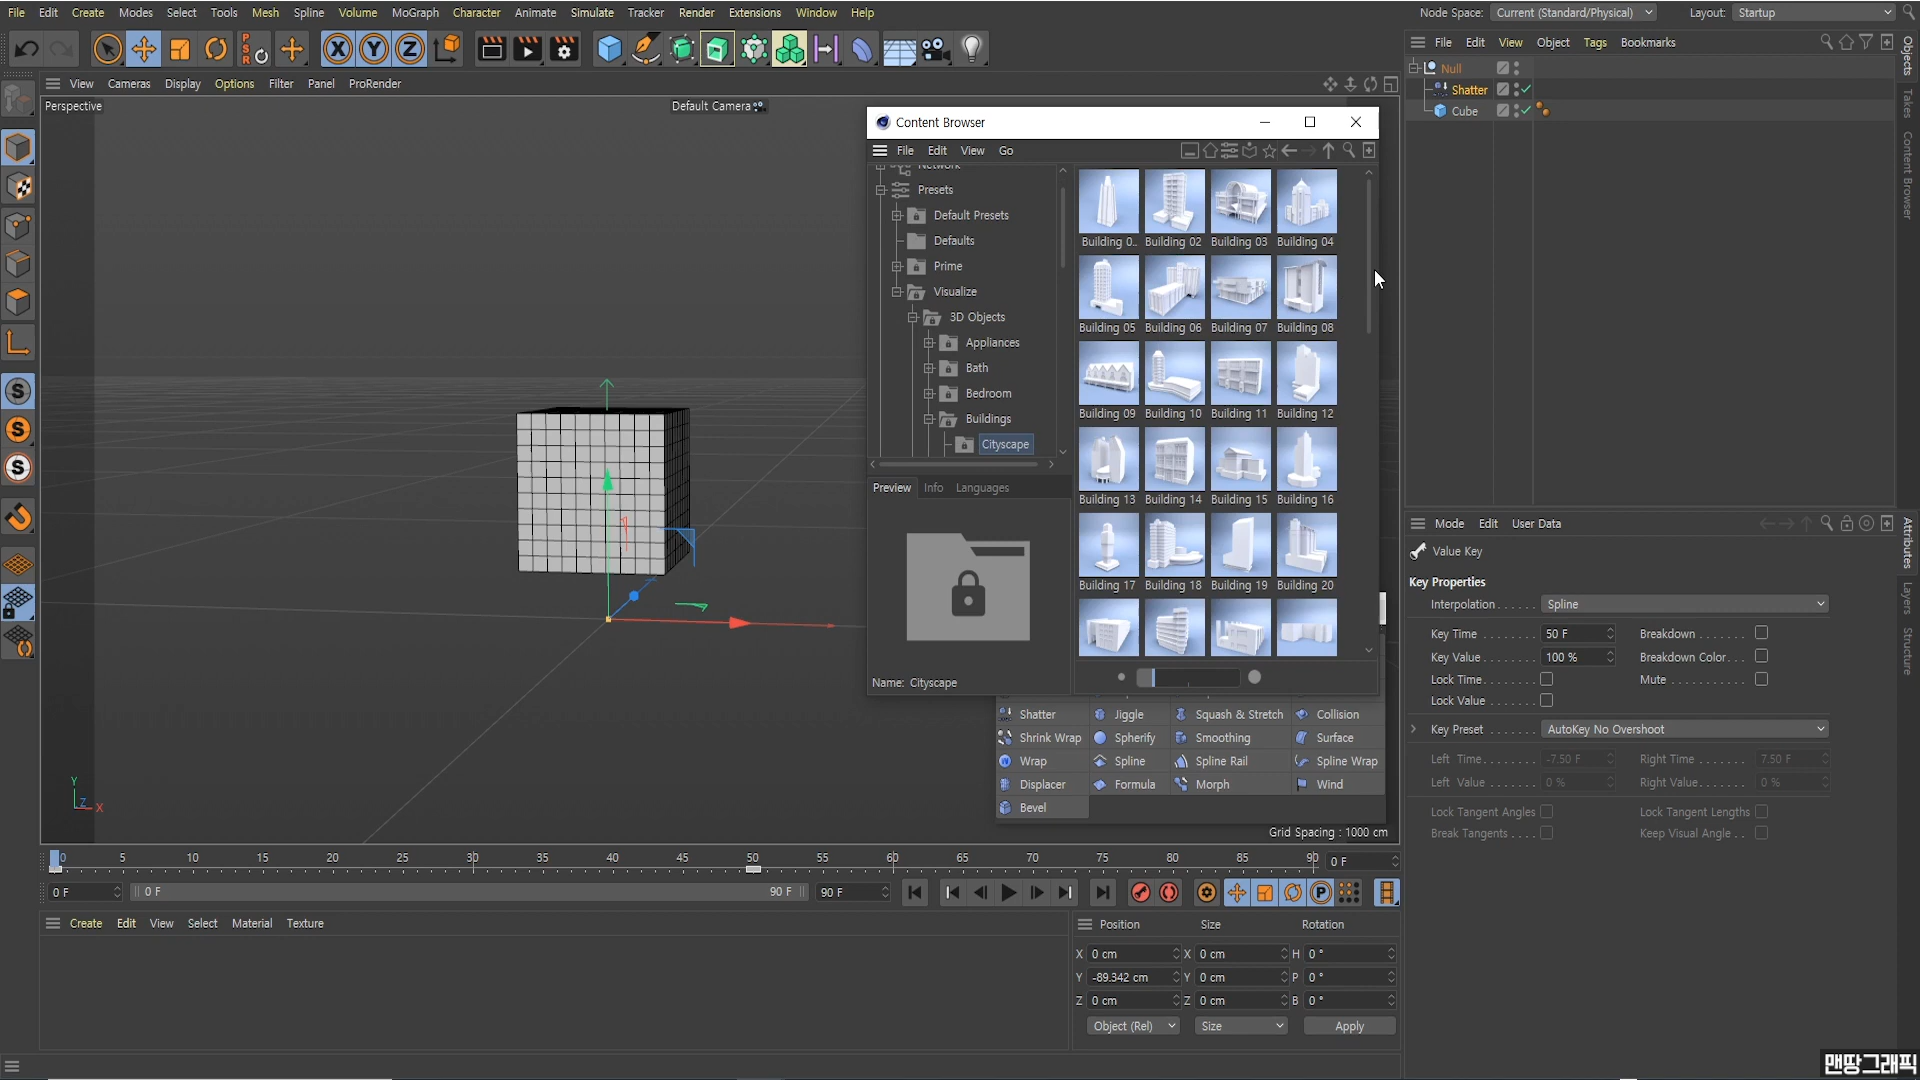 File Edit Create Modes Select Tools Mesh Spline Volume MoGraph Character Animate Simulate Tracker Render Extensions Window Help
Node Space: Current (Standard/Physical) Layout: Startup
File Edit View Object Tags Bookmarks
View Cameras Display Options Filter Panel ProRender
Perspective
Default Camera
Null
Shatter
Cube
Objects
Takes
Content Browser
Content Browser
File Edit View Go
Presets
Default Presets
Defaults
Prime
Visualize
3D Objects
Appliances
Bath
Bedroom
Buildings
Cityscape
Building 0.. Building 02 Building 03 Building 04
Building 05 Building 06 Building 07 Building 08
Building 09 Building 10 Building 11 Building 12
Building 13 Building 14 Building 15 Building 16
Building 17 Building 18 Building 19 Building 20
Preview Info Languages
Name: Cityscape
Shatter Jiggle Squash & Stretch Collision
Shrink Wrap Spherify Smoothing Surface
Wrap Spline Spline Rail Spline Wrap
Displacer Formula Morph Wind
Bevel
Grid Spacing : 1000 cm
Y
Z X
Mode Edit User Data
Value Key
Key Properties
Interpolation Spline
Key Time 50 F Breakdown
Key Value 100 % Breakdown Color
Lock Time Mute
Lock Value
Key Preset AutoKey No Overshoot
Left Time -7.50 F Right Time 7.50 F
Left Value 0 % Right Value 0 %
Lock Tangent Angles Lock Tangent Lengths
Break Tangents Keep Visual Angle
Attributes
Layers
Structure
0 5 10 15 20 25 30 35 40 45 50 55 60 65 70 75 80 85 90 0 F
0 F 0 F 90 F 90 F
Create Edit View Select Material Texture
Position Size Rotation
X 0 cm X 0 cm H 0 °
Y -89.342 cm Y 0 cm P 0 °
Z 0 cm Z 0 cm B 0 °
Object (Rel) Size Apply
맨땅그래픽